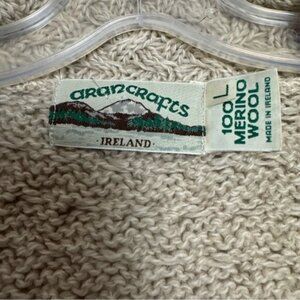 arancrafts
·IRELAND·
L
100%
MERINO
WOOL
MADE IN IRELAND